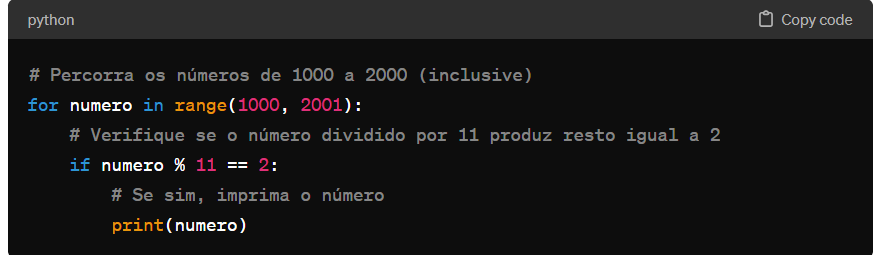 python
Copy code
# Percorra os números de 1000 a 2000 (inclusive)
for numero in range(1000, 2001):
    # Verifique se o número dividido por 11 produz resto igual a 2
    if numero % 11 == 2:
        # Se sim, imprima o número
        print(numero)